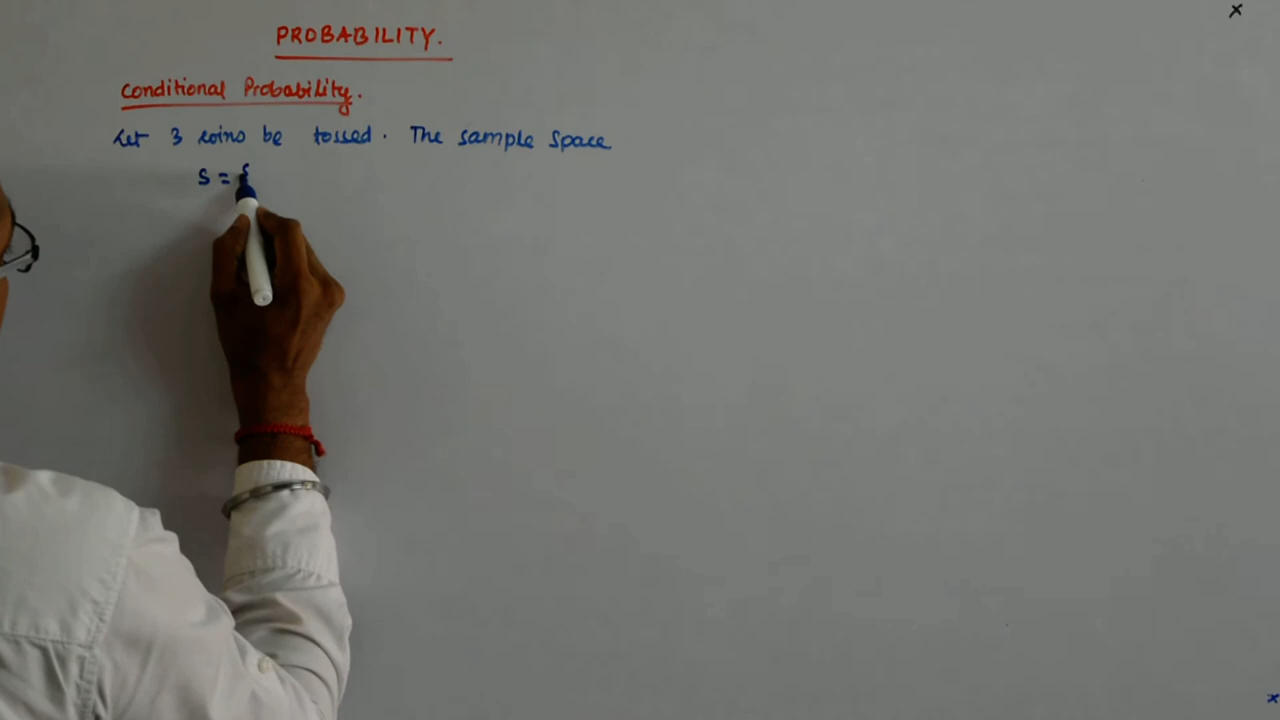 PROBABILITY.
Conditional Probability.
Let 3 coins be tossed. The sample space
S = {